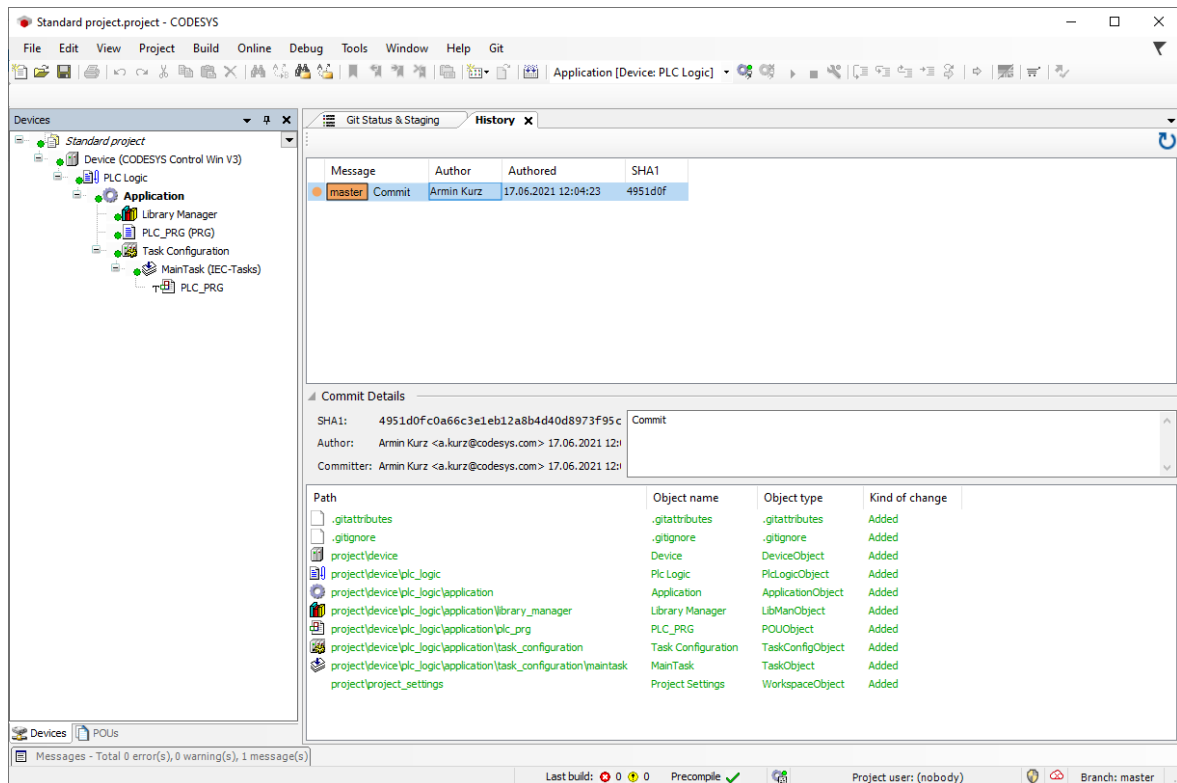 Standard project.project - CODESYS
File Edit View Project Build Online Debug Tools Window Help Git
Application [Device: PLC Logic]
Devices
Standard project
Device (CODESYS Control Win V3)
PLC Logic
Application
Library Manager
PLC_PRG (PRG)
Task Configuration
MainTask (IEC-Tasks)
PLC_PRG
Devices POUs
Git Status & Staging History
Message Author Authored SHA1
master Commit Armin Kurz 17.06.2021 12:04:23 4951d0f
Commit Details
SHA1: 4951d0fc0a66c3e1eb12a8b4d40d8973f95c Commit
Author: Armin Kurz <a.kurz@codesys.com> 17.06.2021 12:
Committer: Armin Kurz <a.kurz@codesys.com> 17.06.2021 12:
Path Object name Object type Kind of change
.gitattributes .gitattributes .gitattributes Added
.gitignore .gitignore .gitignore Added
project\device Device DeviceObject Added
project\device\plc_logic Plc Logic PlcLogicObject Added
project\device\plc_logic\application Application ApplicationObject Added
project\device\plc_logic\application\library_manager Library Manager LibManObject Added
project\device\plc_logic\application\plc_prg PLC_PRG POUObject Added
project\device\plc_logic\application\task_configuration Task Configuration TaskConfigObject Added
project\device\plc_logic\application\task_configuration\maintask MainTask TaskObject Added
project\project_settings Project Settings WorkspaceObject Added
Messages - Total 0 error(s), 0 warning(s), 1 message(s)
Last build: 0 0 Precompile Project user: (nobody) Branch: master